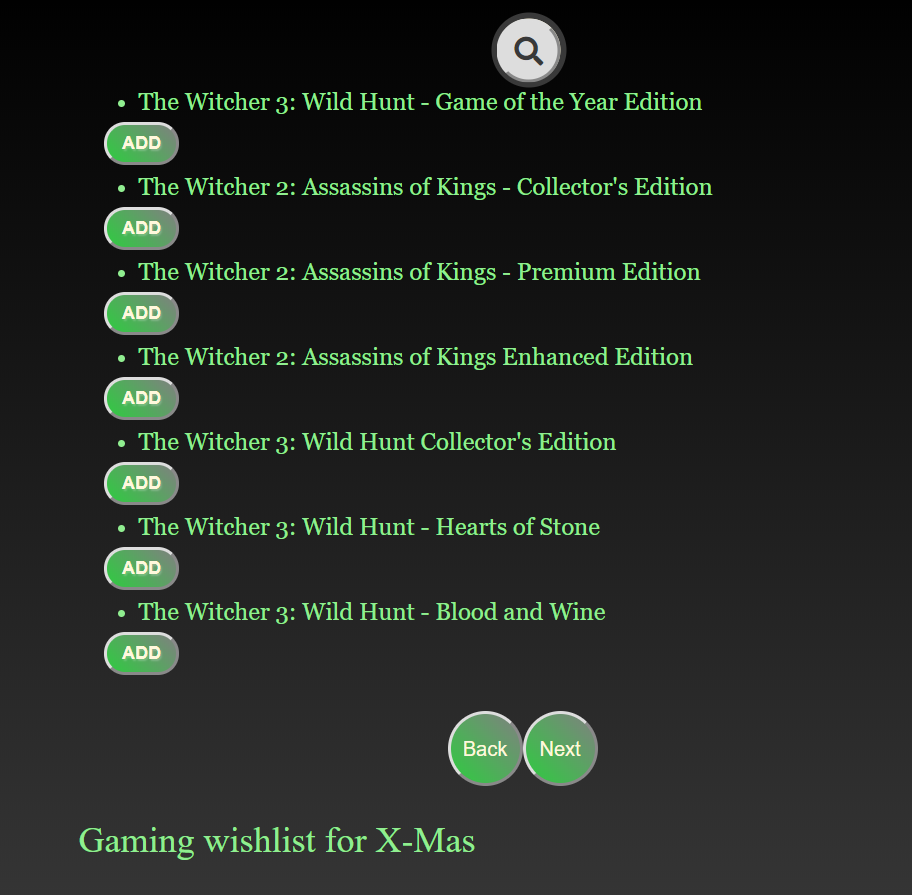 The Witcher 3: Wild Hunt - Game of the Year Edition
ADD
The Witcher 2: Assassins of Kings - Collector's Edition
ADD
The Witcher 2: Assassins of Kings - Premium Edition
ADD
The Witcher 2: Assassins of Kings Enhanced Edition
ADD
The Witcher 3: Wild Hunt Collector's Edition
ADD
The Witcher 3: Wild Hunt - Hearts of Stone
ADD
The Witcher 3: Wild Hunt - Blood and Wine
ADD
Back Next
Gaming wishlist for X-Mas